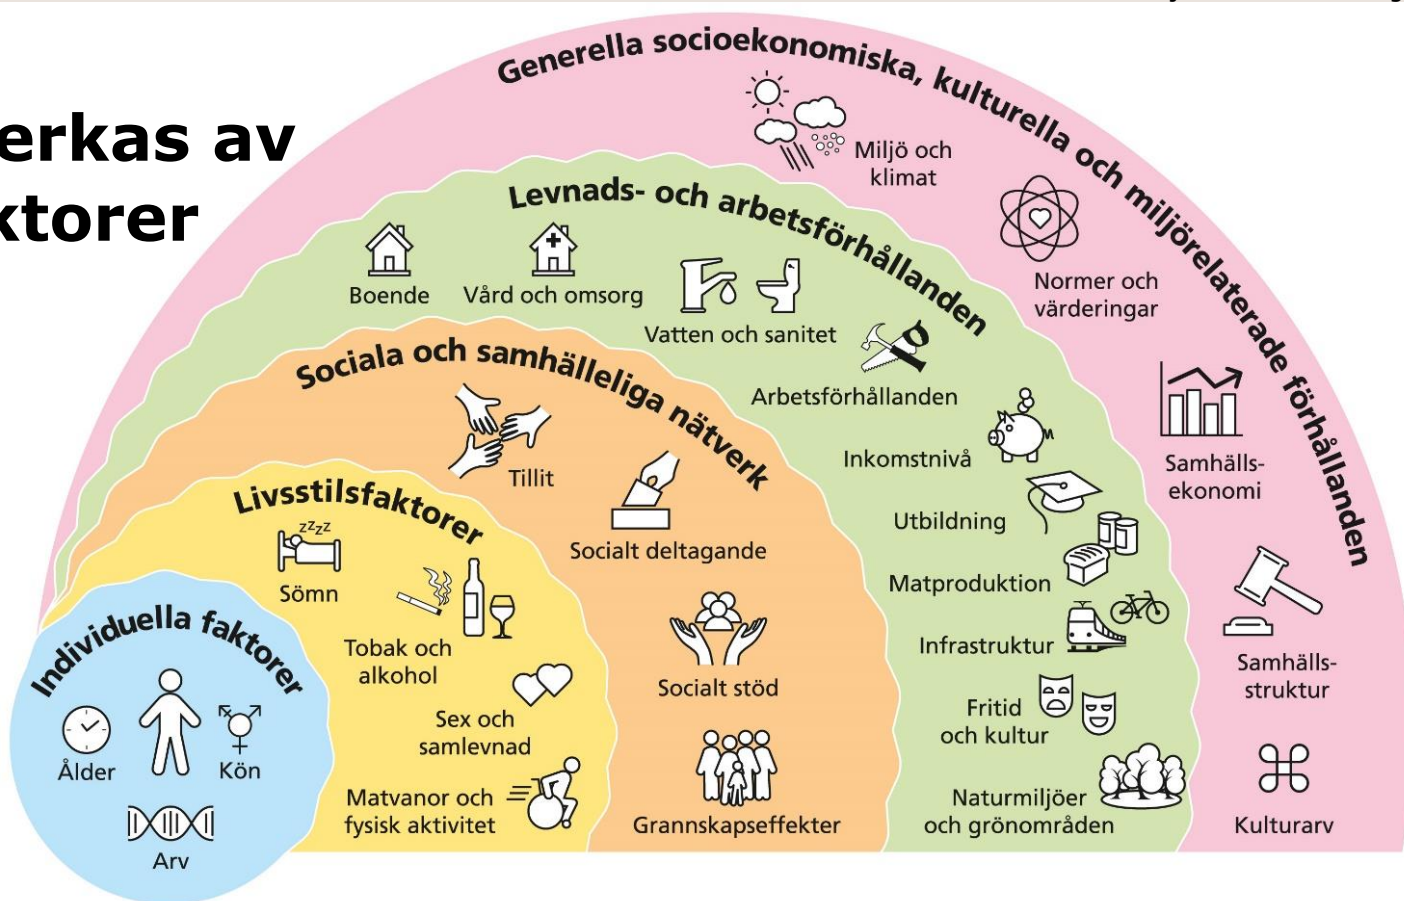 erkas av
ktorer
Generella socioekonomiska, kulturella och miljörelaterade förhållanden
Miljö och
klimat
Normer och
värderingar
Samhälls-
ekonomi
Samhälls-
struktur
Kulturarv
Levnads- och arbetsförhållanden
Boende
Vård och omsorg
Vatten och sanitet
Arbetsförhållanden
Inkomstnivå
Utbildning
Matproduktion
Infrastruktur
Fritid
och kultur
Naturmiljöer
och grönområden
Sociala och samhälleliga nätverk
Tillit
Socialt deltagande
Socialt stöd
Grannskapseffekter
Livsstilsfaktorer
zzzz
Sömn
Tobak och
alkohol
Sex och
samlevnad
Matvanor och
fysisk aktivitet
Individuella faktorer
Ålder
Kön
Arv